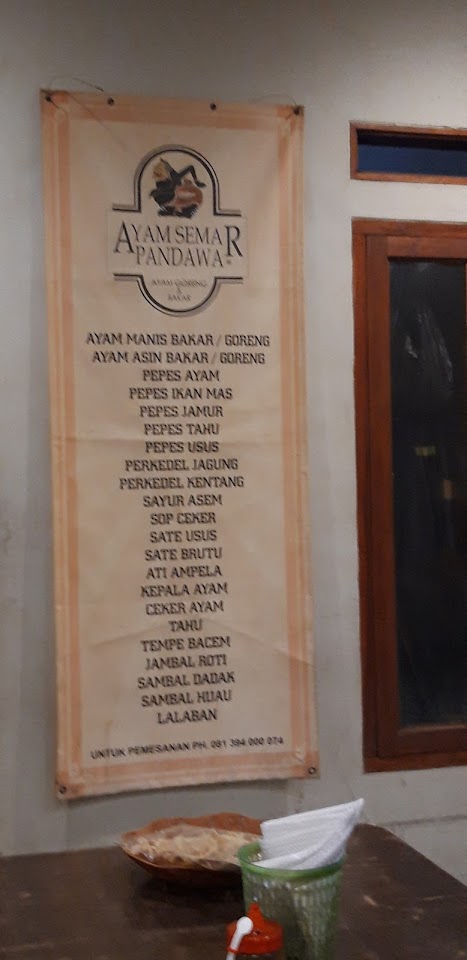 AYAM SEMAR
PANDAWA
AYAM GORENG
&
BAKAR
AYAM MANIS BAKAR / GORENG
AYAM ASIN BAKAR / GORENG
PEPES AYAM
PEPES IKAN MAS
PEPES JAMUR
PEPES TAHU
PEPES USUS
PERKEDEL JAGUNG
PERKEDEL KENTANG
SAYUR ASEM
SOP CEKER
SATE USUS
SATE BRUTU
ATI AMPELA
KEPALA AYAM
CEKER AYAM
TAHU
TEMPE BACEM
JAMBAL ROTI
SAMBAL DADAK
SAMBAL HIJAU
LALABAN
UNTUK PEMESANAN PH. 081 394 000 074